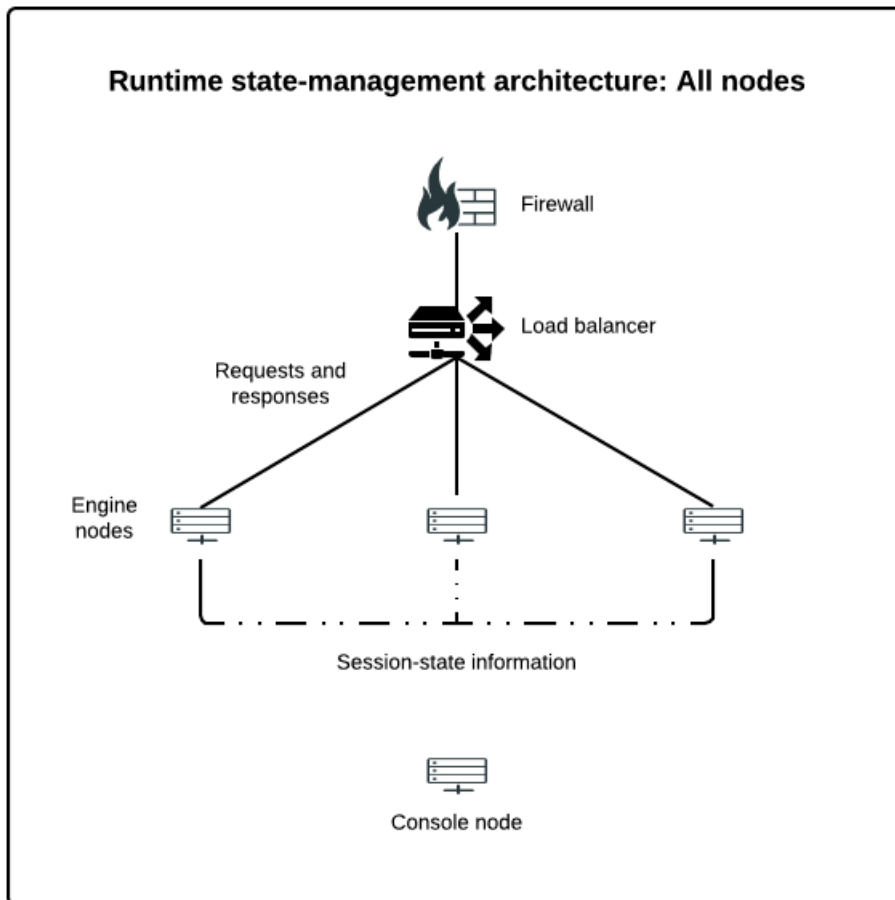 Runtime state-management architecture: All nodes
Firewall
Load balancer
Requests and
responses
Engine
nodes
Session-state information
Console node